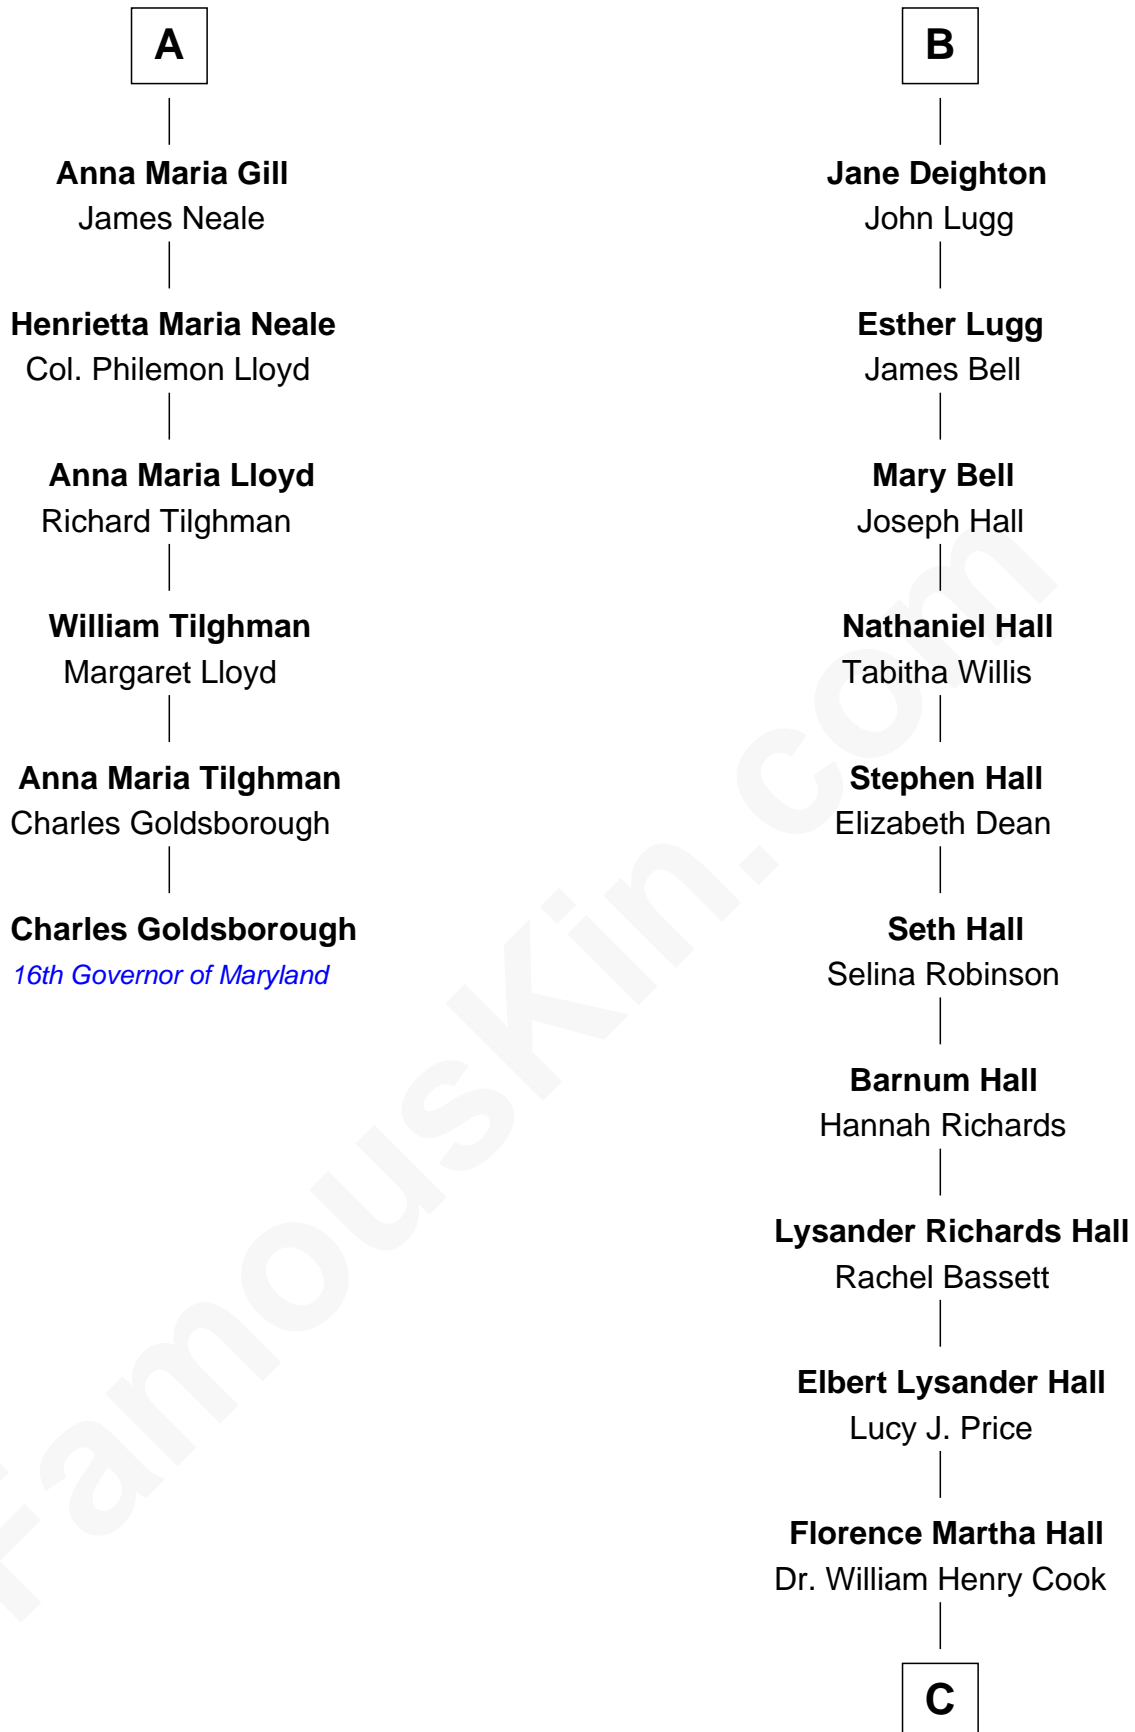 A
Anna Maria Gill
James Neale
Henrietta Maria Neale
Col. Philemon Lloyd
Anna Maria Lloyd
Richard Tilghman
William Tilghman
Margaret Lloyd
Anna Maria Tilghman
Charles Goldsborough
Charles Goldsborough
16th Governor of Maryland
B
Jane Deighton
John Lugg
Esther Lugg
James Bell
Mary Bell
Joseph Hall
Nathaniel Hall
Tabitha Willis
Stephen Hall
Elizabeth Dean
Seth Hall
Selina Robinson
Barnum Hall
Hannah Richards
Lysander Richards Hall
Rachel Bassett
Elbert Lysander Hall
Lucy J. Price
Florence Martha Hall
Dr. William Henry Cook
C
FamousKin.com